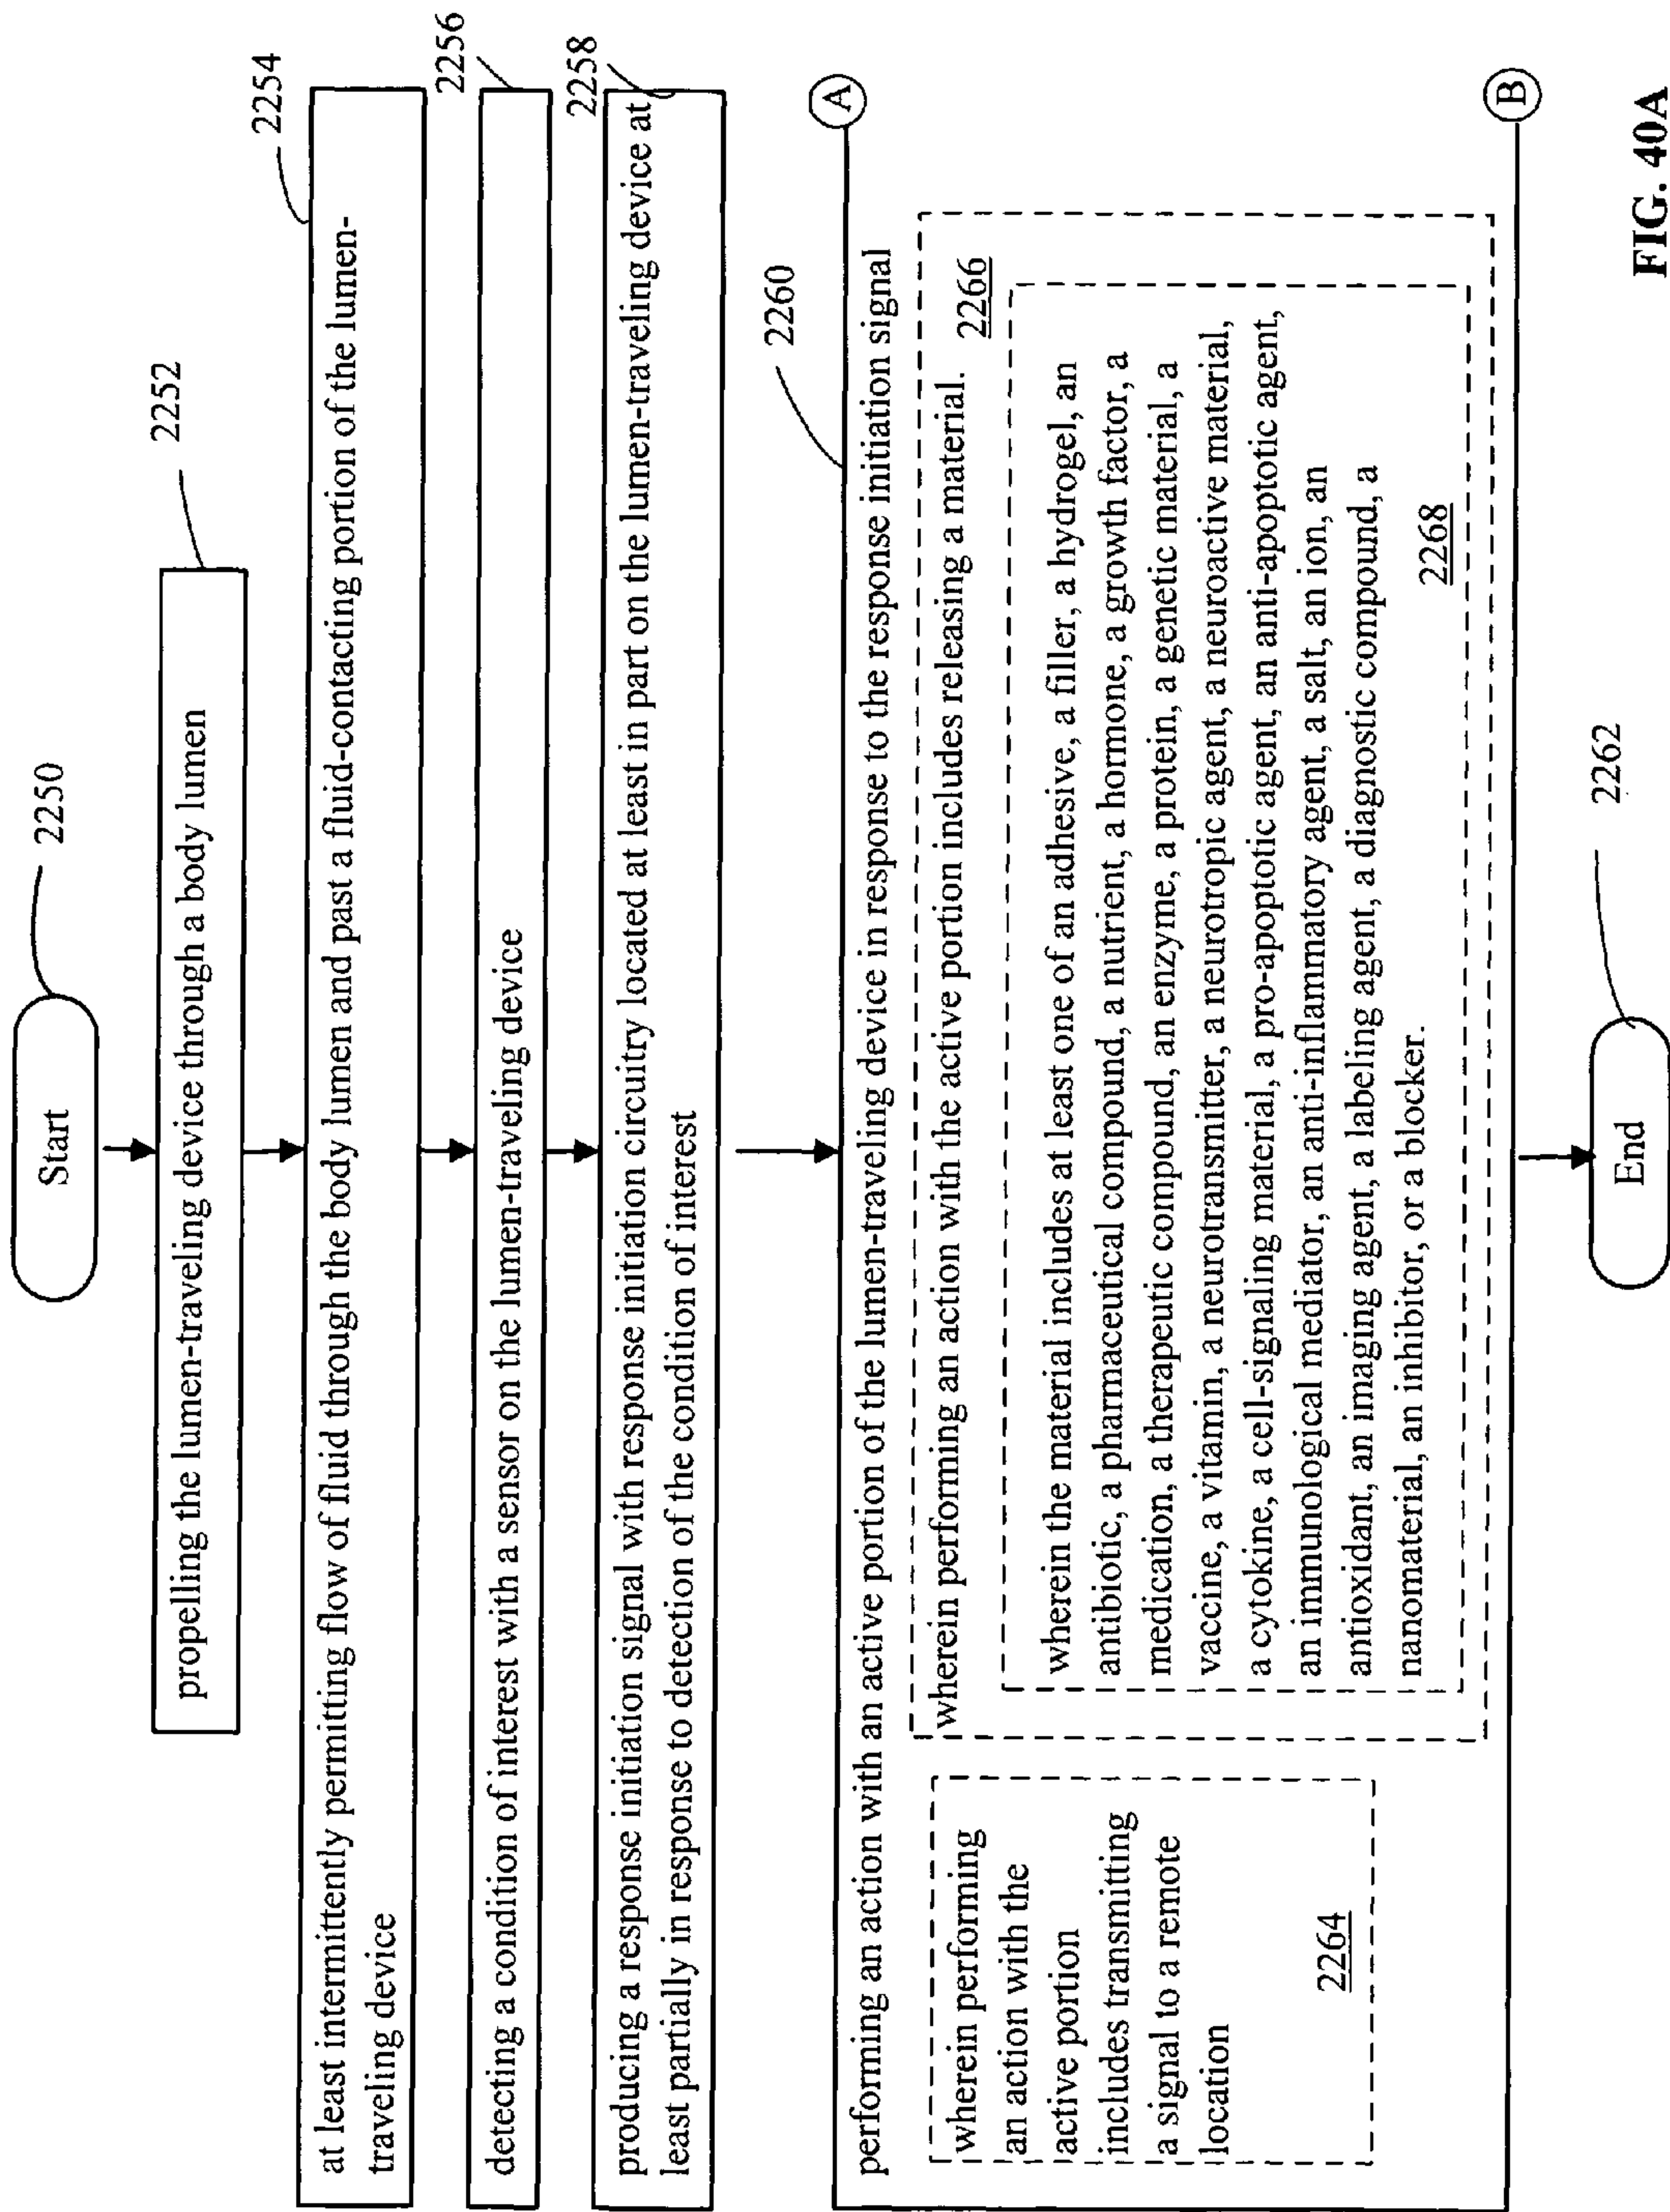 Start
2250
propelling the lumen-traveling device through a body lumen
2252
at least intermittently permitting flow of fluid through the body lumen and past a fluid-contacting portion of the lumen-
traveling device
2254
detecting a condition of interest with a sensor on the lumen-traveling device
2256
producing a response initiation signal with response initiation circuitry located at least in part on the lumen-traveling device at
least partially in response to detection of the condition of interest
2258
2260
performing an action with an active portion of the lumen-traveling device in response to the response initiation signal
A
wherein performing
an action with the
active portion
includes transmitting
a signal to a remote
location
2264
wherein performing an action with the active portion includes releasing a material.
2266
wherein the material includes at least one of an adhesive, a filler, a hydrogel, an
antibiotic, a pharmaceutical compound, a nutrient, a hormone, a growth factor, a
medication, a therapeutic compound, an enzyme, a protein, a genetic material, a
vaccine, a vitamin, a neurotransmitter, a neurotropic agent, a neuroactive material,
a cytokine, a cell-signaling material, a pro-apoptotic agent, an anti-apoptotic agent,
an immunological mediator, an anti-inflammatory agent, a salt, an ion, an
antioxidant, an imaging agent, a labeling agent, a diagnostic compound, a
nanomaterial, an inhibitor, or a blocker.
2268
B
End
2262
FIG. 40A